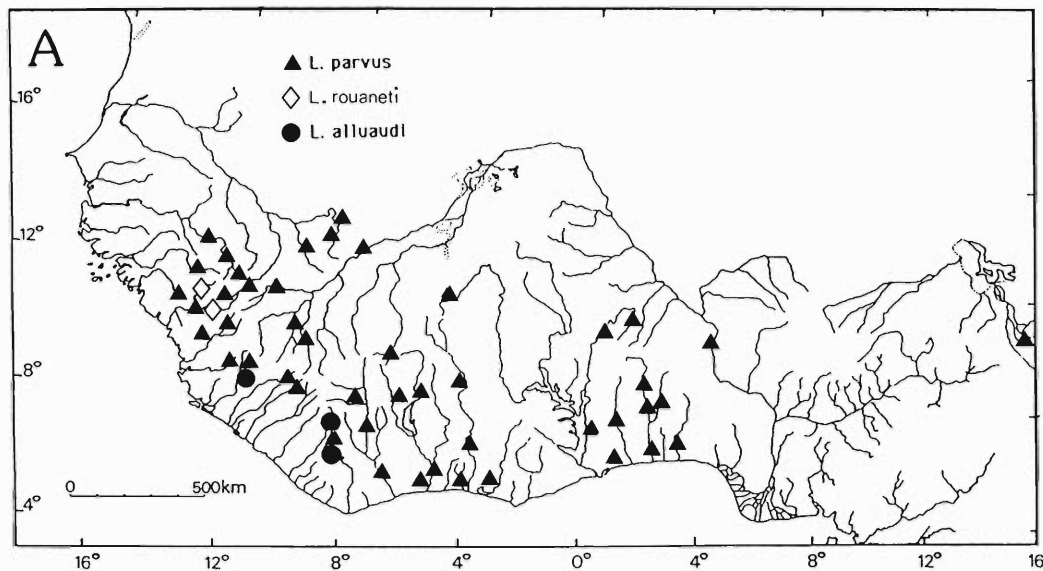 A
L. parvus
L. rouaneti
L. alluaudi
16°
12°
8°
4°
0 500km
16° 12° 8° 4° 0° 4° 8° 12° 16